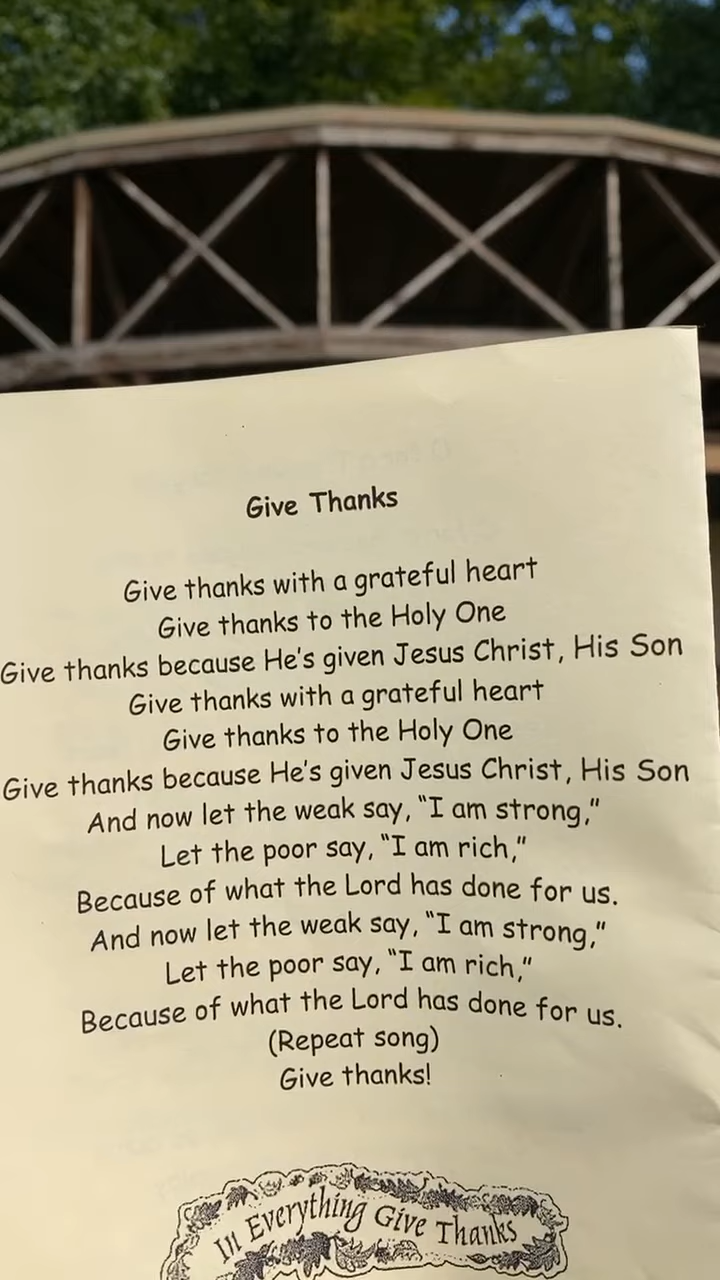 Give Thanks
Give thanks with a grateful heart
Give thanks to the Holy One
Give thanks because He's given Jesus Christ, His Son
Give thanks with a grateful heart
Give thanks to the Holy One
Give thanks because He's given Jesus Christ, His Son
And now let the weak say, "I am strong,"
Let the poor say, "I am rich,"
Because of what the Lord has done for us.
And now let the weak say, "I am strong,"
Let the poor say, "I am rich,"
Because of what the Lord has done for us.
(Repeat song)
Give thanks!
In Everything Give Thanks